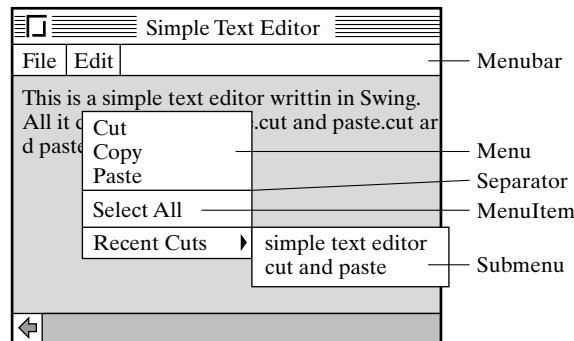 Simple Text Editor
File Edit
Menubar
This is a simple text editor writtin in Swing.
All it d .cut and paste.cut ar
d paste
Cut
Copy
Paste
Menu
Separator
Select All
MenuItem
Recent Cuts
simple text editor
cut and paste
Submenu